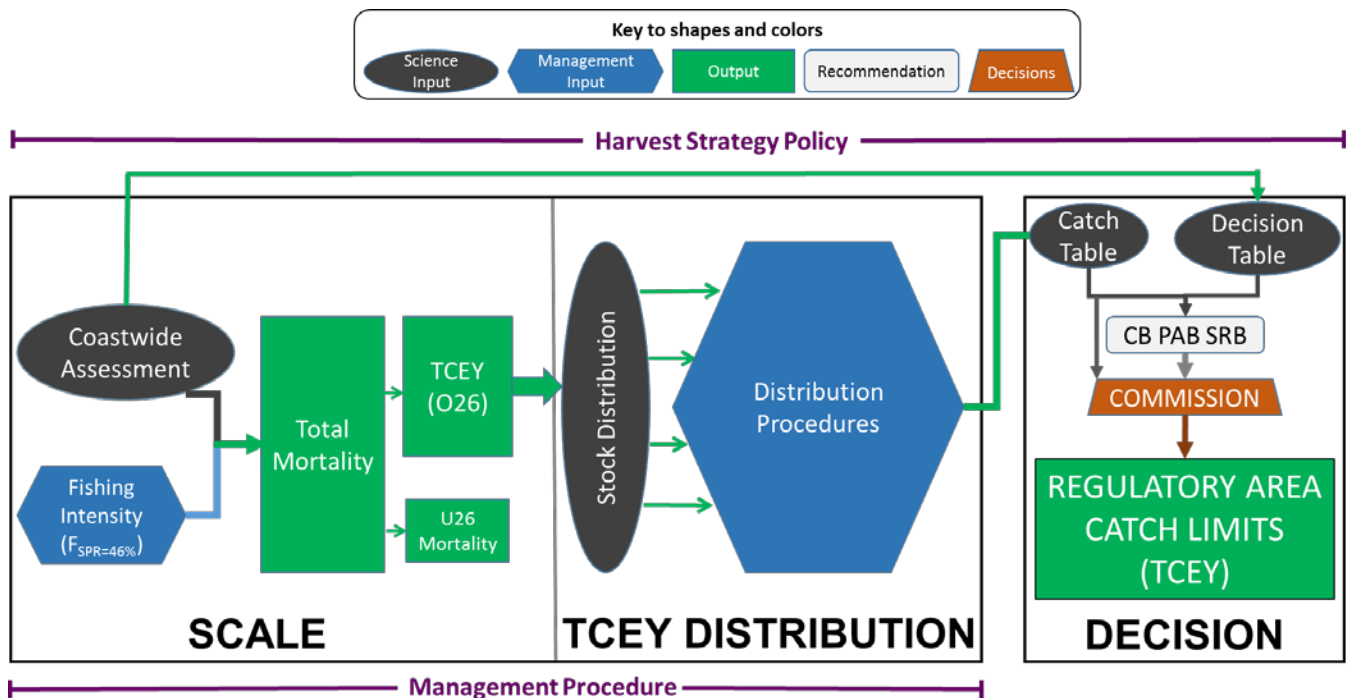 Key to shapes and colors
Science
Input
Management
Input
Output
Recommendation
Decisions
Harvest Strategy Policy
Coastwide
Assessment
Fishing
Intensity
(FSPR=46%)
Total
Mortality
TCEY
(O26)
U26
Mortality
SCALE
Stock Distribution
Distribution
Procedures
TCEY DISTRIBUTION
Catch
Table
Decision
Table
CB PAB SRB
COMMISSION
REGULATORY AREA
CATCH LIMITS
(TCEY)
DECISION
Management Procedure